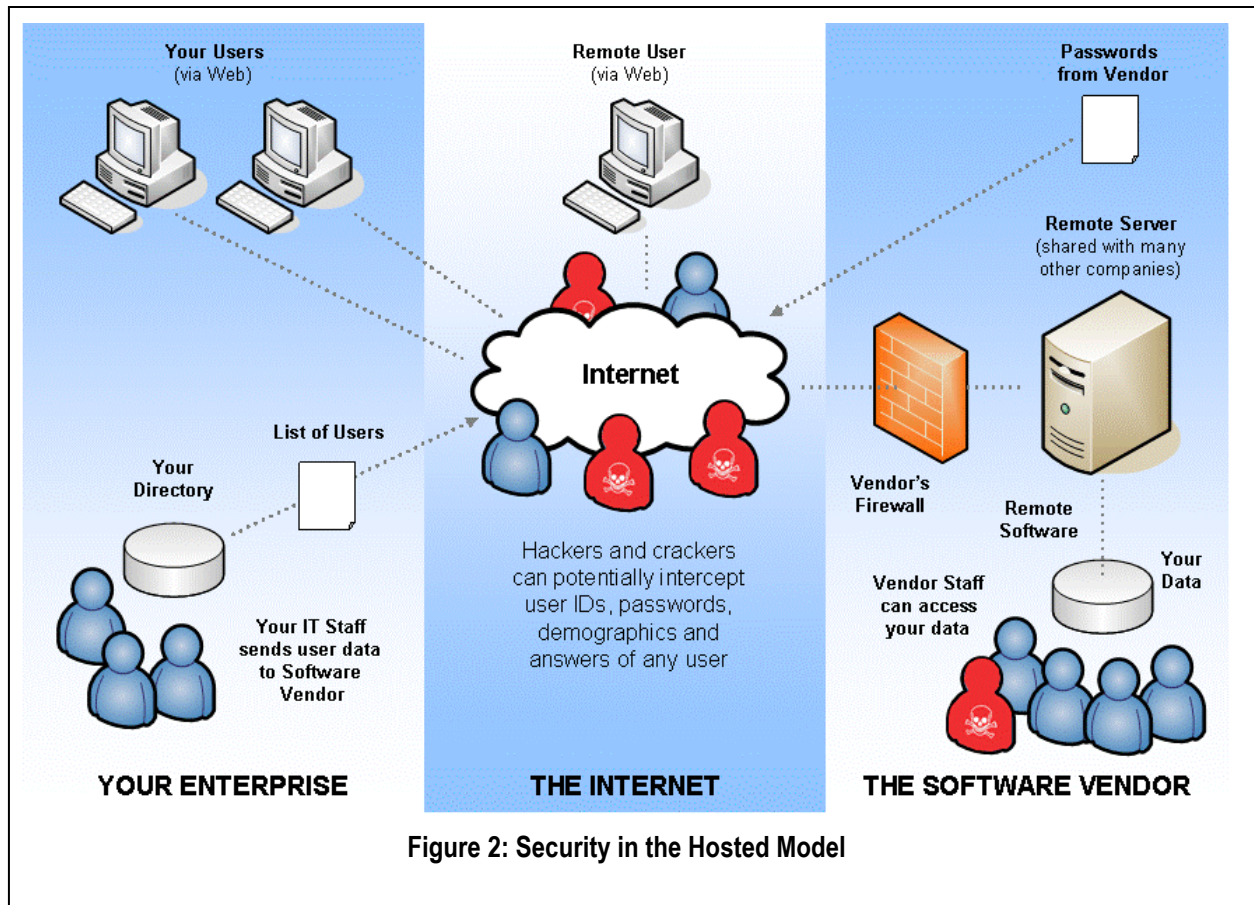 Your Users
(via Web)
Remote User
(via Web)
Passwords
from Vendor
Remote Server
(shared with many
other companies)
Internet
List of Users
Your
Directory
Vendor's
Firewall
Remote
Software
Your
Data
Hackers and crackers
can potentially intercept
user IDs, passwords,
demographics and
answers of any user
Your IT Staff
sends user data
to Software
Vendor
Vendor Staff
can access
your data
YOUR ENTERPRISE
THE INTERNET
THE SOFTWARE VENDOR
Figure 2: Security in the Hosted Model